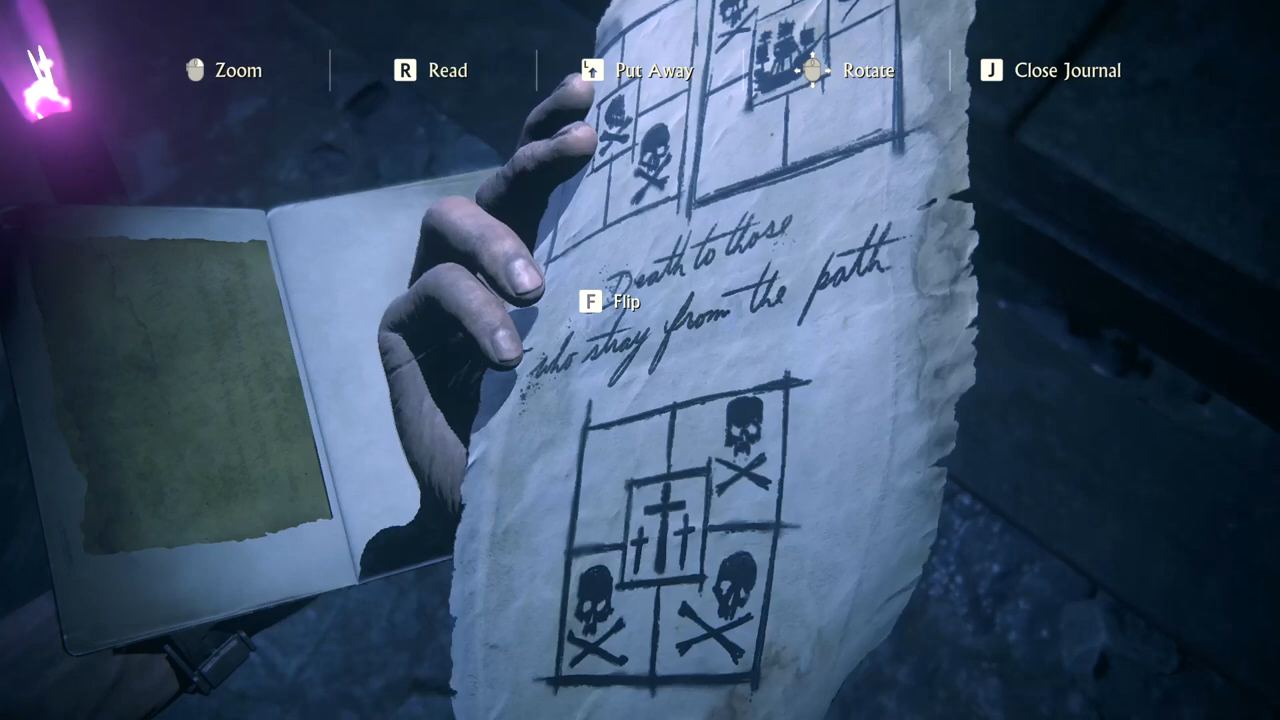 Zoom
R Read
L Put Away
Rotate
J Close Journal
Death to those
F Flip
who stray from the path